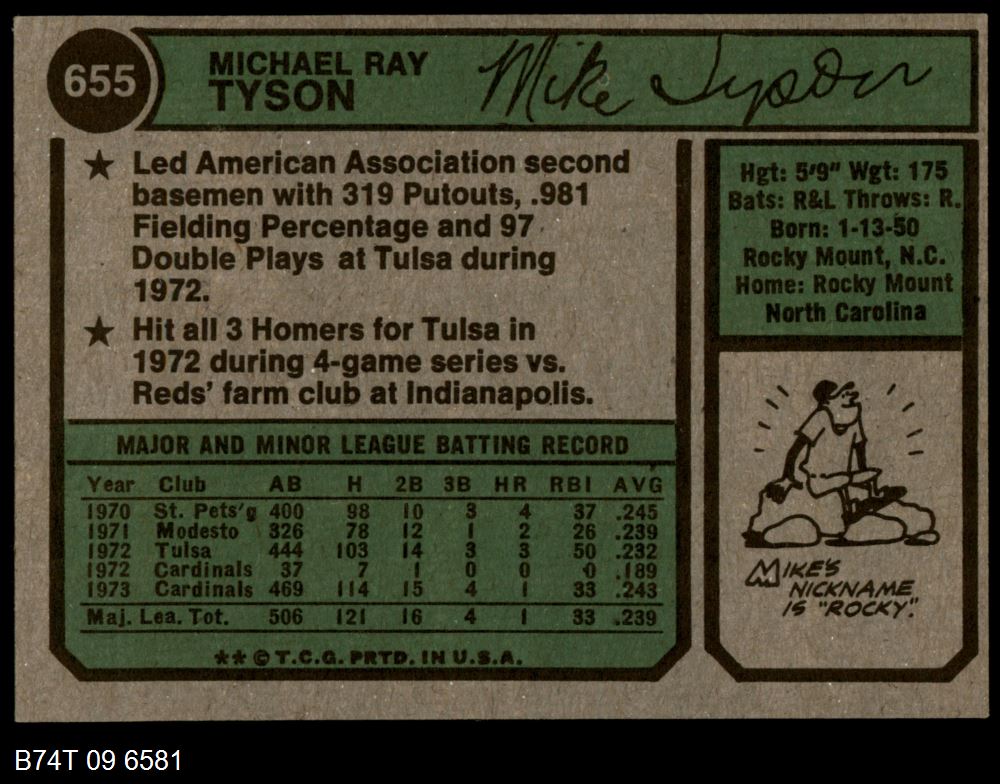 655
MICHAEL RAY
TYSON
Mike Tyson
★ Led American Association second
basemen with 319 Putouts, .981
Fielding Percentage and 97
Double Plays at Tulsa during
1972.
★ Hit all 3 Homers for Tulsa in
1972 during 4-game series vs.
Reds' farm club at Indianapolis.
MAJOR AND MINOR LEAGUE BATTING RECORD
Year Club AB H 2B 3B HR RBI AVG
1970 St. Pets'g 400 98 10 3 4 37 .245
1971 Modesto 326 78 12 1 2 26 .239
1972 Tulsa 444 103 14 3 3 50 .232
1972 Cardinals 37 7 1 0 0 0 .189
1973 Cardinals 469 114 15 4 1 33 .243
Maj. Lea. Tot. 506 121 16 4 1 33 .239
** © T.C.G. PRTD. IN U.S.A.
Hgt: 5'9" Wgt: 175
Bats: R&L Throws: R.
Born: 1-13-50
Rocky Mount, N.C.
Home: Rocky Mount
North Carolina
MIKE'S
NICKNAME
IS "ROCKY".
B74T 09 6581